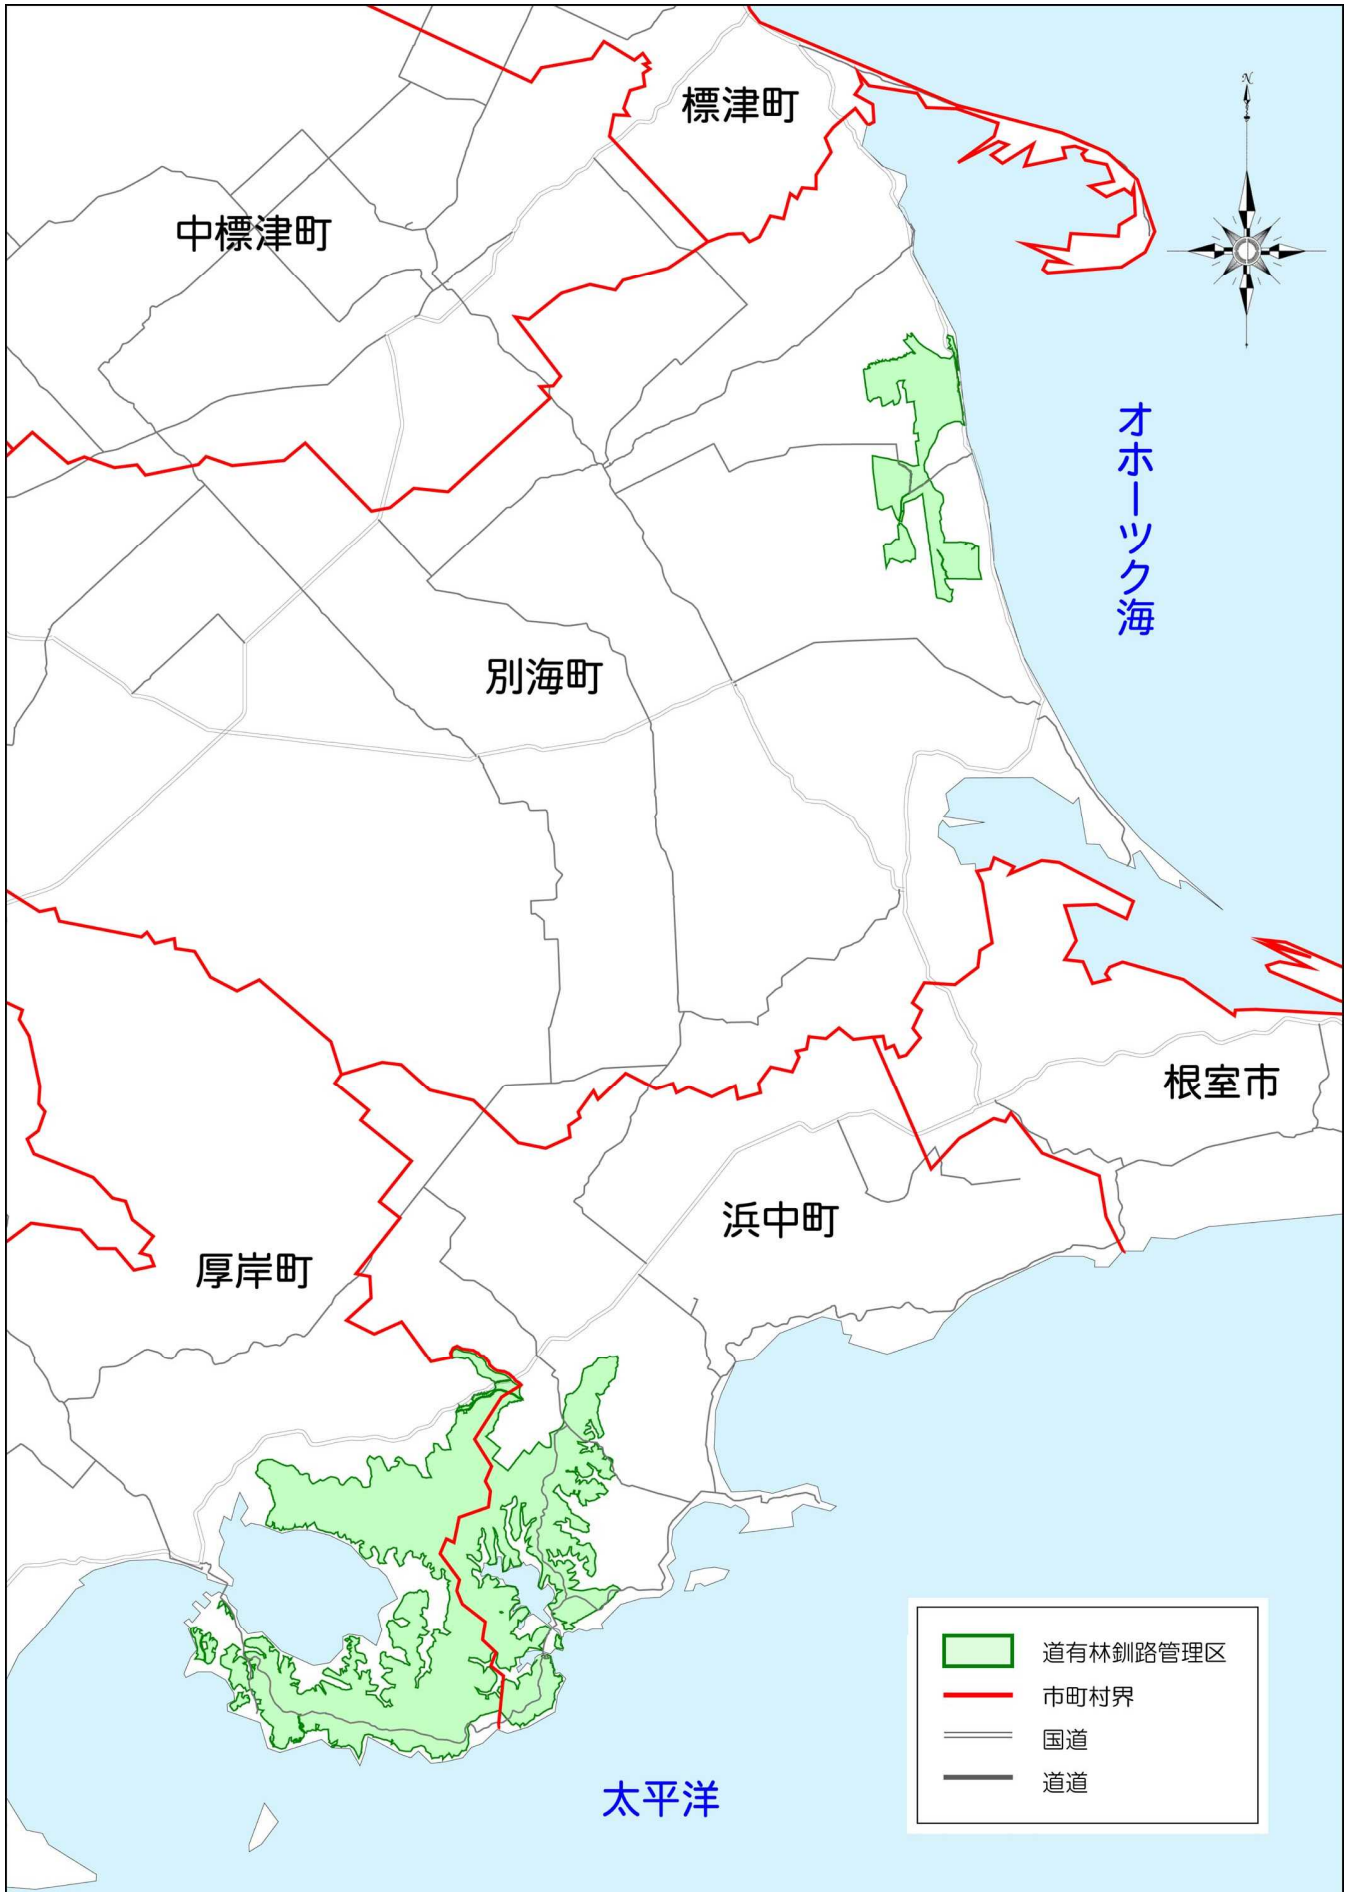 N
標津町
中標津町
オホーツク海
別海町
根室市
浜中町
厚岸町
太平洋
道有林釧路管理区
市町村界
国道
道道